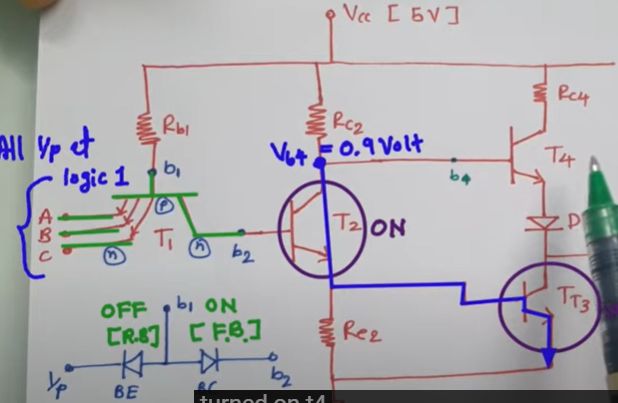 Vcc [ 5V ]
Rb1
Rc2
Rc4
All i/p at
logic 1
Vb4 = 0.9 Volt
b1
T4
b4
p
A
B
C
T1
n
n
b2
T2
ON
D
T3
OFF
[R.B]
b1
ON
[F.B.]
Re2
i/p
BE
BC
b2
turned on t4